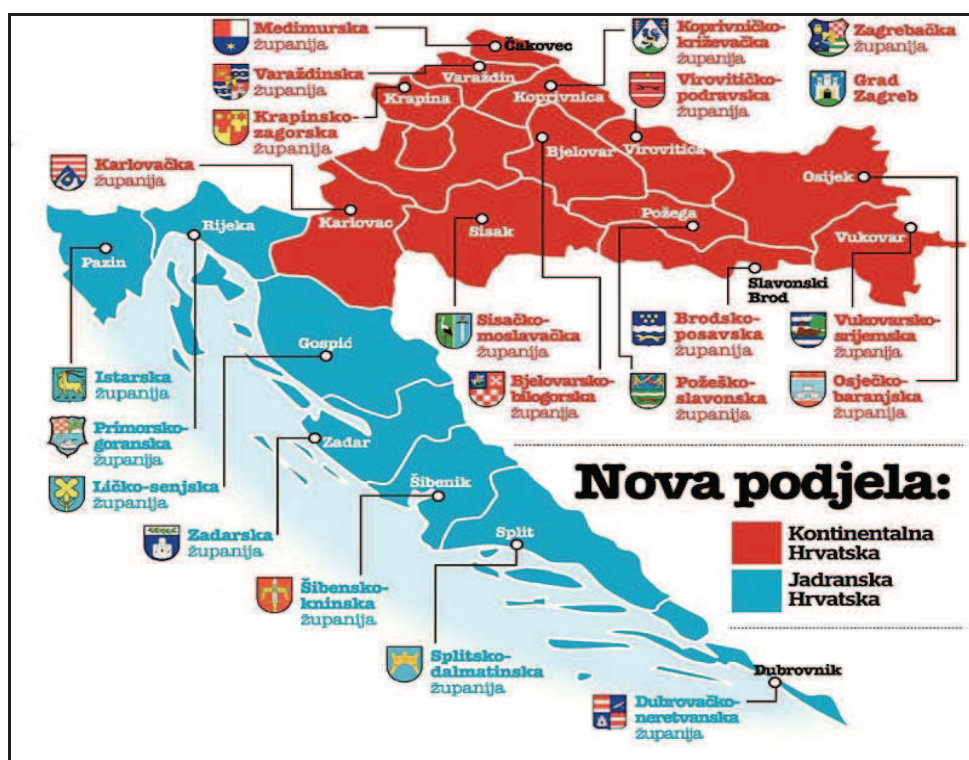 Međimurska
županija
Varaždinska
županija
Krapinsko-
zagorska
županija
Karlovačka
županija
Čakovec
Varaždin
Krapina
Koprivnica
Koprivničko-
križevačka
županija
Virovitičko-
podravska
županija
Zagrebačka
županija
Grad
Zagreb
Bjelovar
Virovitica
Osijek
Karlovac
Sisak
Požega
Vukovar
Slavonski
Brod
Rijeka
Pazin
Gospić
Zadar
Šibenik
Split
Dubrovnik
Sisačko-
moslavačka
županija
Bjelovarsko-
bilogorska
županija
Brodsko-
posavska
županija
Požeško-
slavonska
županija
Vukovarsko-
srijemska
županija
Osječko-
baranjska
županija
Istarska
županija
Primorsko-
goranska
županija
Ličko-senjska
županija
Zadarska
županija
Šibensko-
kninska
županija
Splitsko-
dalmatinska
županija
Dubrovačko-
neretvanska
županija
Nova podjela:
Kontinentalna
Hrvatska
Jadranska
Hrvatska